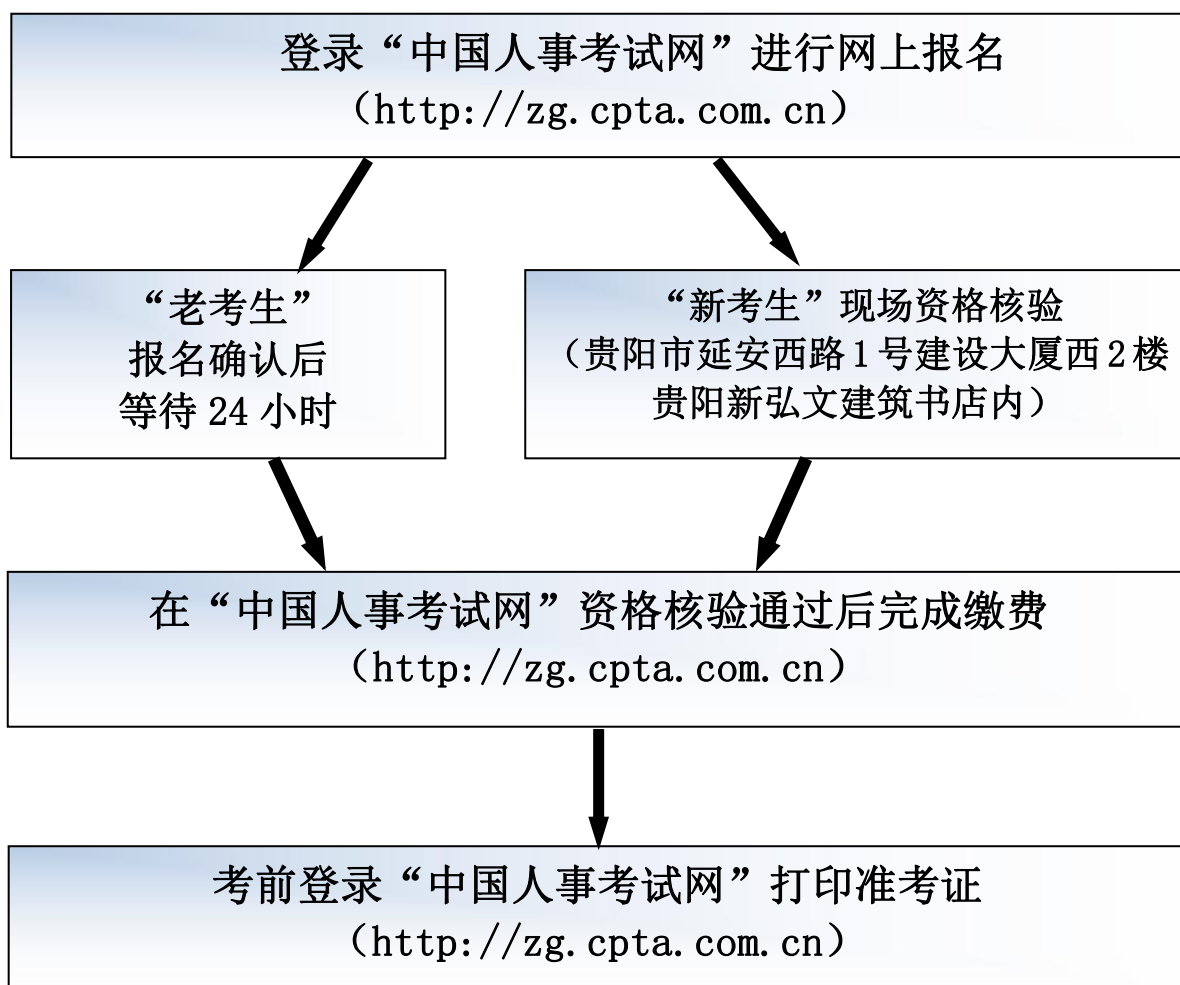 登录“中国人事考试网”进行网上报名
（http://zg.cpta.com.cn）
“老考生”
报名确认后
等待 24 小时
“新考生”现场资格核验
（贵阳市延安西路 1 号建设大厦西 2 楼
贵阳新弘文建筑书店内）
在“中国人事考试网”资格核验通过后完成缴费
（http://zg.cpta.com.cn）
考前登录“中国人事考试网”打印准考证
（http://zg.cpta.com.cn）